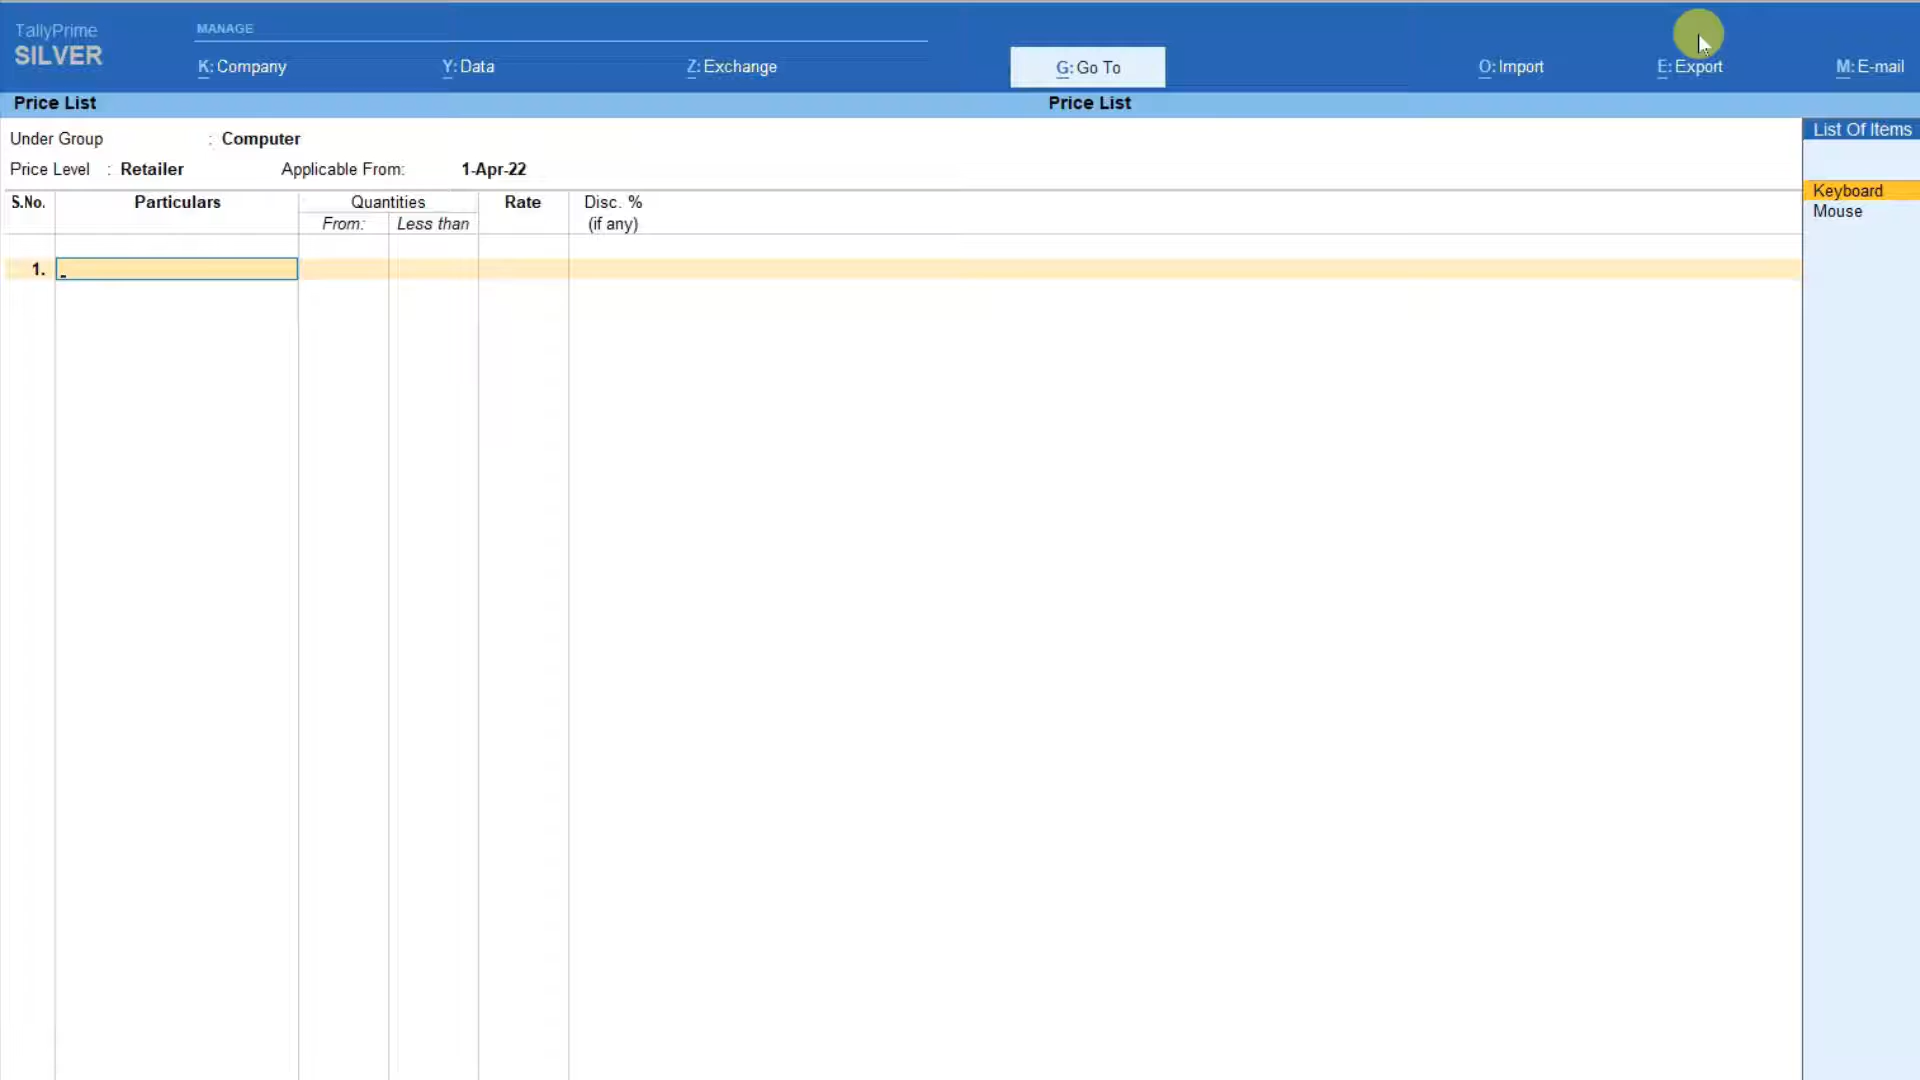 TallyPrime
SILVER
MANAGE
K: Company
Y: Data
Z: Exchange
G: Go To
O: Import
E: Export
M: E-mail
Price List
Price List
Under Group : Computer
Price Level : Retailer Applicable From: 1-Apr-22
S.No. Particulars Quantities Rate Disc. %
From: Less than (if any)
1.
List Of Items
Keyboard
Mouse